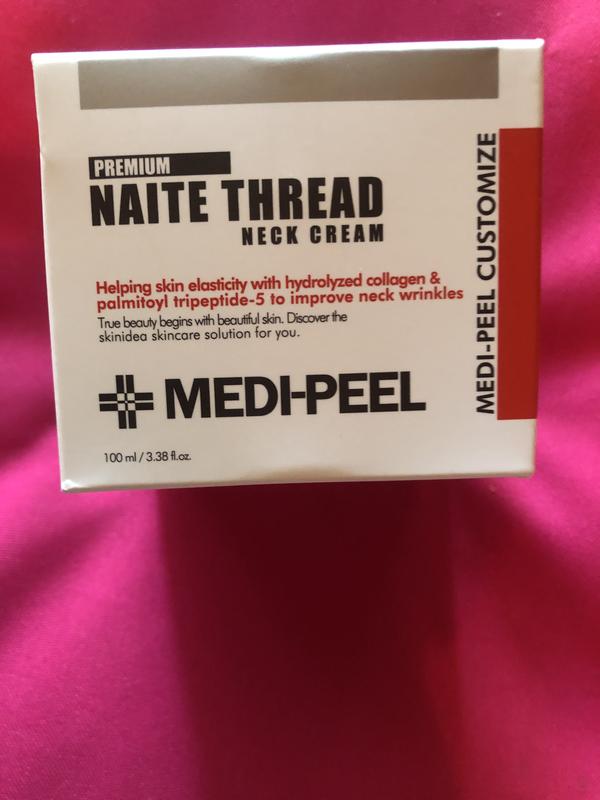 PREMIUM
NAITE THREAD
NECK CREAM
Helping skin elasticity with hydrolyzed collagen &
palmitoyl tripeptide-5 to improve neck wrinkles
True beauty begins with beautiful skin. Discover the
skinidea skincare solution for you.
MEDI-PEEL
100 ml / 3.38 fl.oz.
MEDI-PEEL CUSTOMIZE